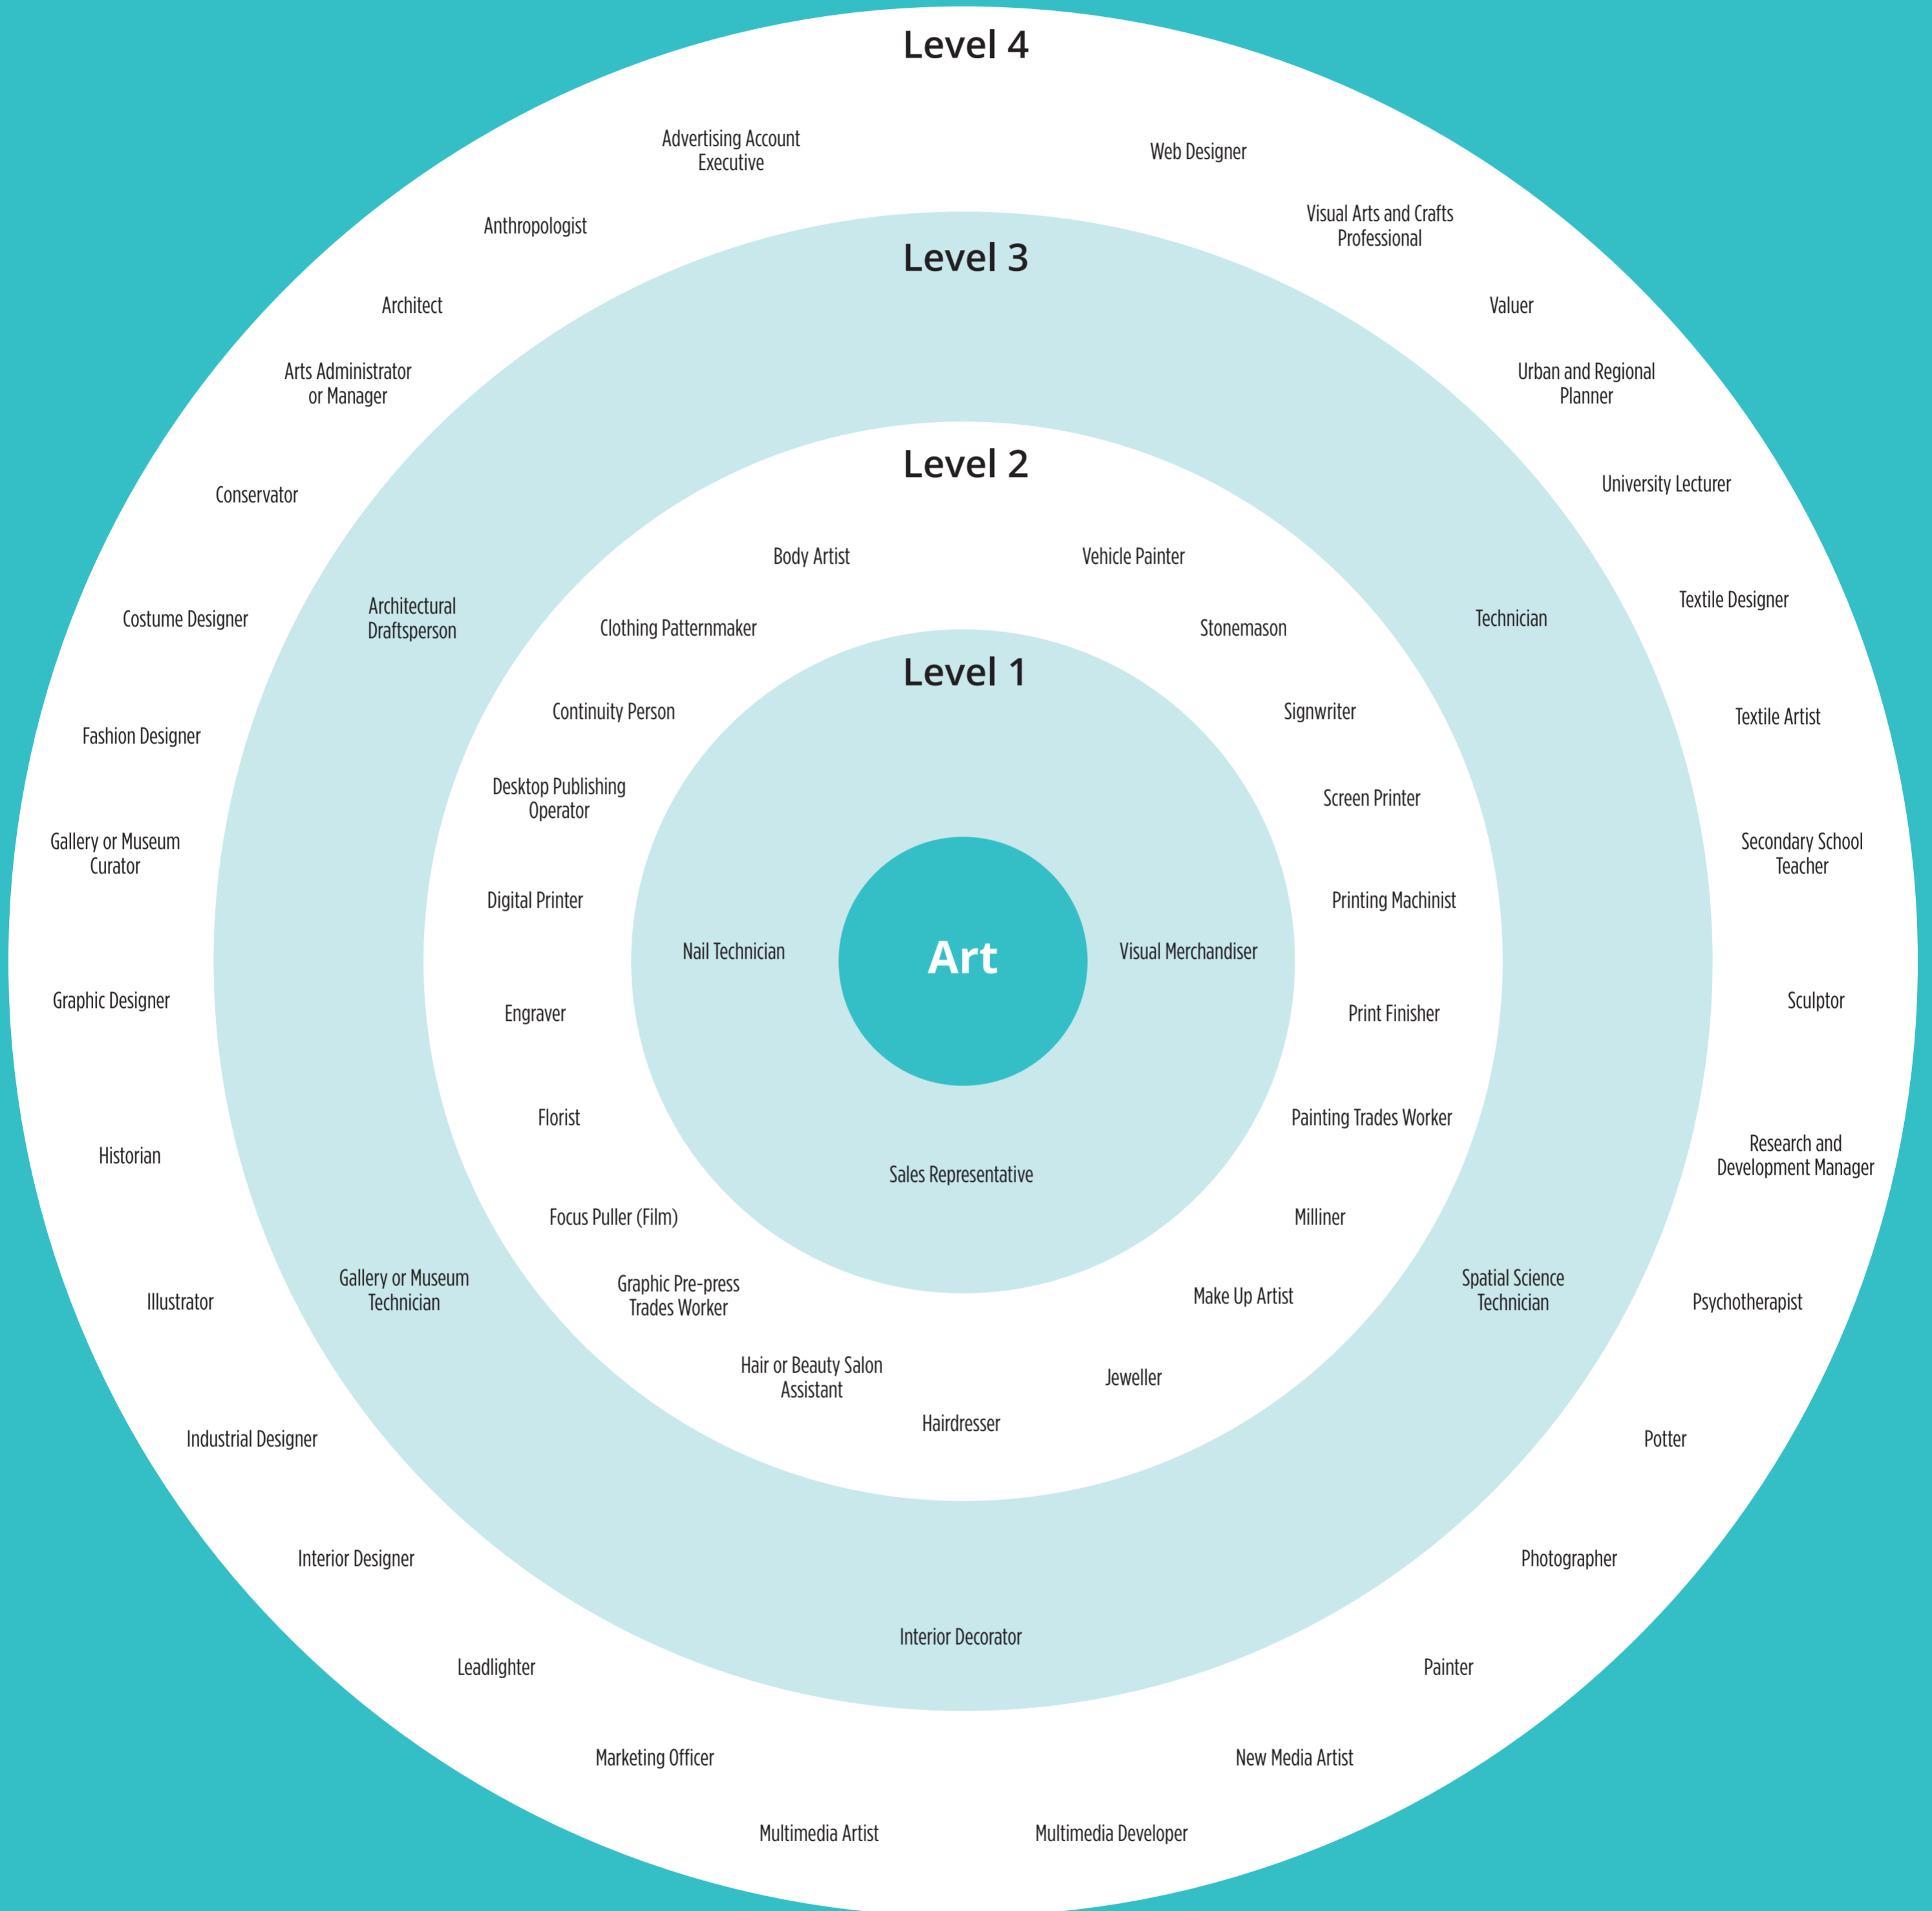 Level 4
Advertising Account
Executive
Web Designer
Anthropologist
Visual Arts and Crafts
Professional
Architect
Valuer
Arts Administrator
or Manager
Urban and Regional
Planner
Conservator
University Lecturer
Costume Designer
Textile Designer
Fashion Designer
Textile Artist
Gallery or Museum
Curator
Secondary School
Teacher
Graphic Designer
Sculptor
Historian
Research and
Development Manager
Illustrator
Psychotherapist
Industrial Designer
Potter
Interior Designer
Photographer
Leadlighter
Painter
Marketing Officer
New Media Artist
Multimedia Artist
Multimedia Developer
Level 3
Architectural
Draftsperson
Technician
Gallery or Museum
Technician
Spatial Science
Technician
Interior Decorator
Level 2
Body Artist
Vehicle Painter
Clothing Patternmaker
Stonemason
Continuity Person
Signwriter
Desktop Publishing
Operator
Screen Printer
Digital Printer
Printing Machinist
Engraver
Print Finisher
Florist
Painting Trades Worker
Focus Puller (Film)
Milliner
Graphic Pre-press
Trades Worker
Make Up Artist
Hair or Beauty Salon
Assistant
Jeweller
Hairdresser
Level 1
Nail Technician
Visual Merchandiser
Sales Representative
Art